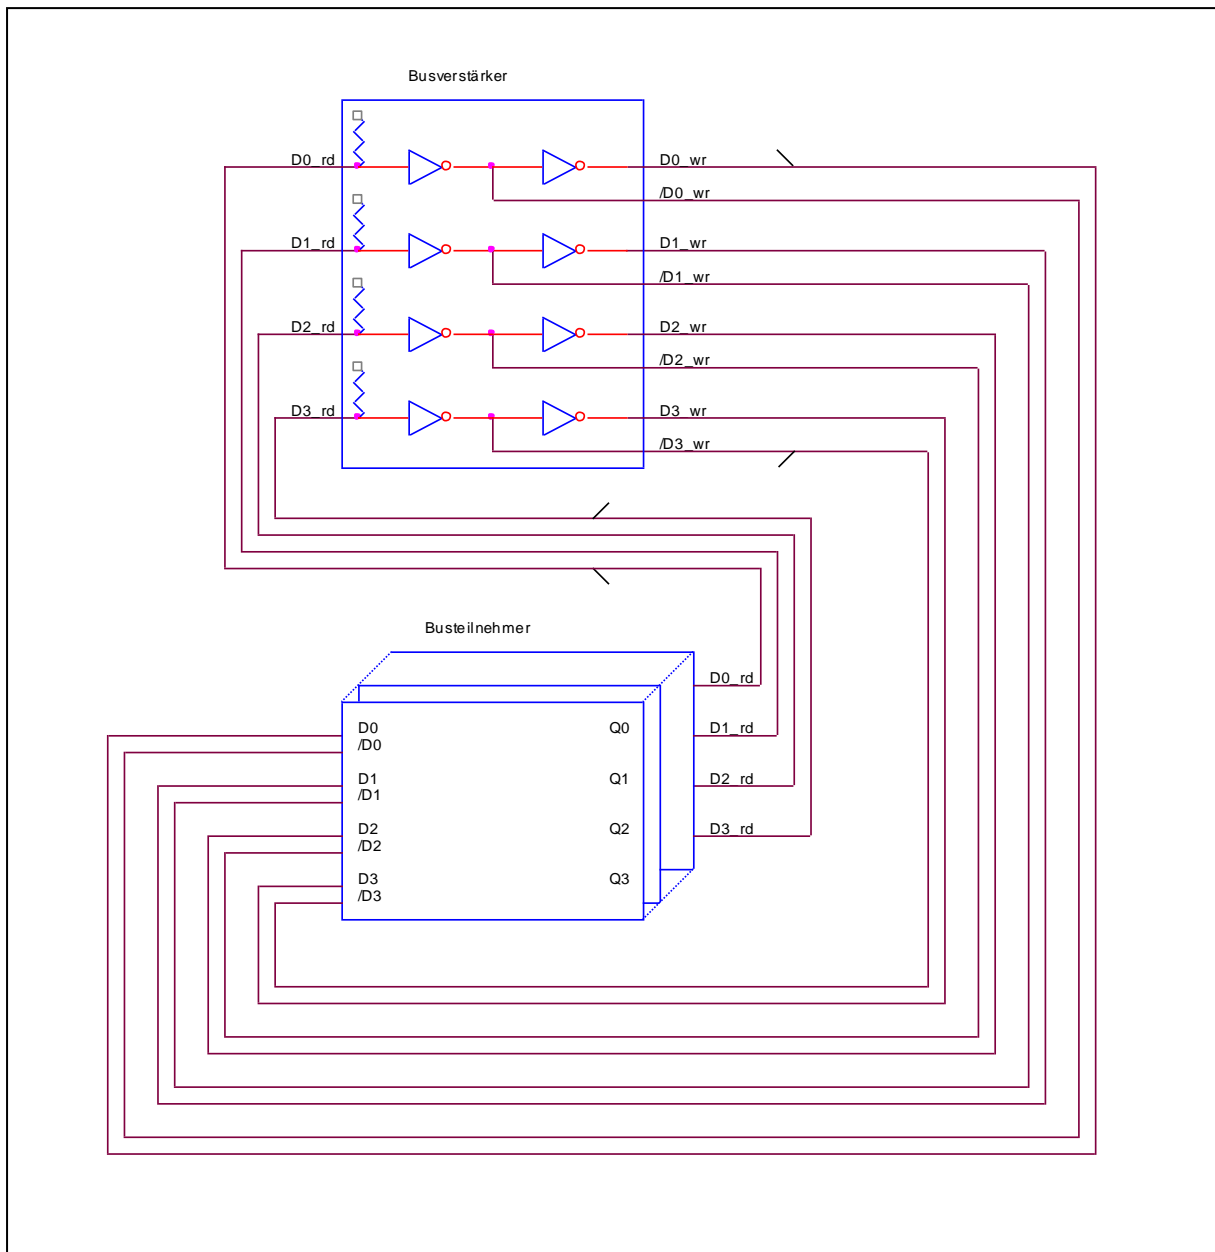 Busverstärker
D0_rd D0_wr
/D0_wr
D1_rd D1_wr
/D1_wr
D2_rd D2_wr
/D2_wr
D3_rd D3_wr
/D3_wr
Busteilnehmer
D0_rd
D0 Q0 D1_rd
/D0
D1 Q1 D2_rd
/D1
D2 Q2 D3_rd
/D2
D3 Q3
/D3